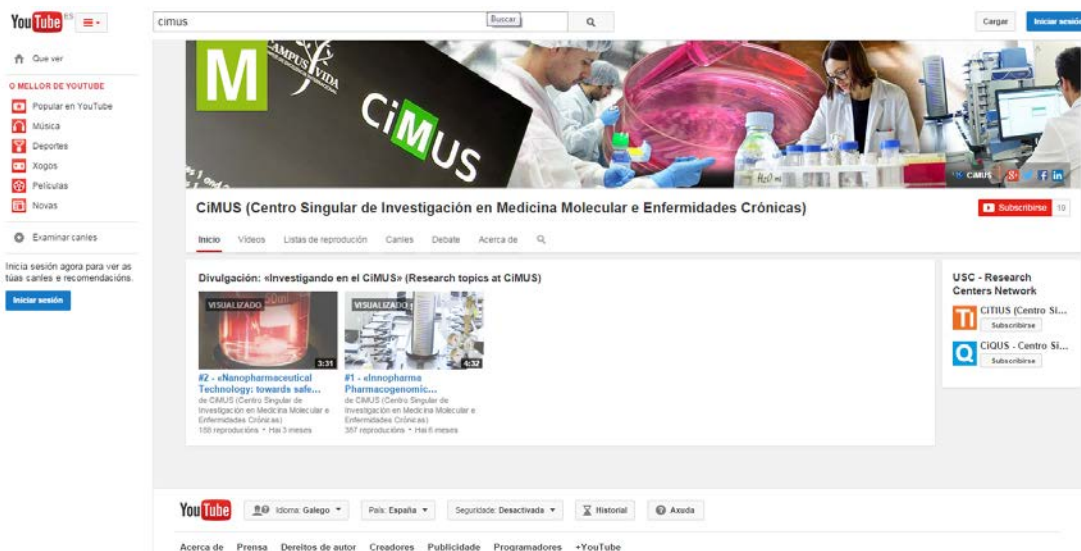 YouTube ES
cimus
Buscar
Cargar
Iniciar sesión
Que ver
O MELLOR DE YOUTUBE
Popular en YouTube
Música
Deportes
Xogos
Películas
Novas
Examinar canles
Inicia sesión agora para ver as
túas canles e recomendacións.
Iniciar sesión
M
CAMPUS VIDA
CiMUS
H₂O
CiMUS
CiMUS (Centro Singular de Investigación en Medicina Molecular e Enfermidades Crónicas)
Subscribirse 10
Inicio Vídeos Listas de reprodución Canles Debate Acerca de
Divulgación: «Investigando en el CiMUS» (Research topics at CiMUS)
VISUALIZADO
50ml
3:31
#2 - «Nanopharmaceutical
Technology: towards safe...
de CiMUS (Centro Singular de
Investigación en Medicina Molecular e
Enfermidades Crónicas)
188 reproducións • Hai 3 meses
VISUALIZADO
4:32
#1 - «Innopharma
Pharmacogenomic...
de CiMUS (Centro Singular de
Investigación en Medicina Molecular e
Enfermidades Crónicas)
387 reproducións • Hai 6 meses
USC - Research
Centers Network
Ti
CiTIUS (Centro Si...
Subscribirse
Q
CiQUS - Centro Si...
Subscribirse
YouTube
Idioma: Galego
País: España
Seguridade: Desactivada
Historial
Axuda
Acerca de Prensa Dereitos de autor Creadores Publicidade Programadores +YouTube